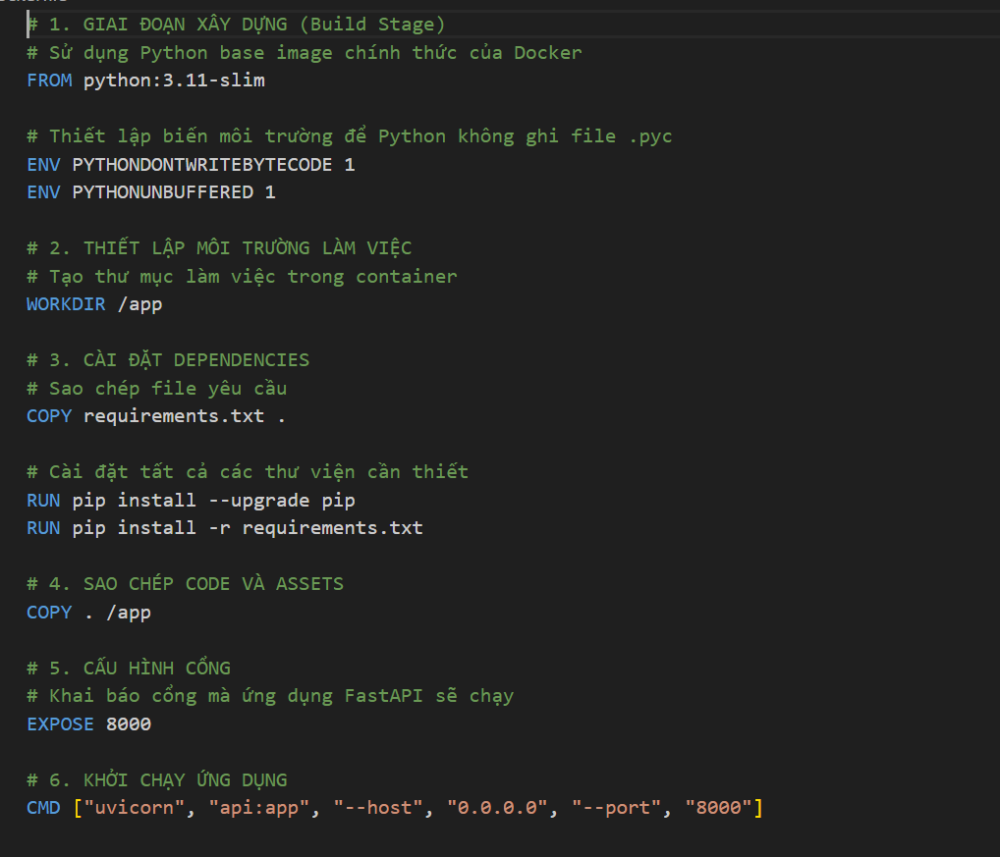 # 1. GIAI ĐOẠN XÂY DỰNG (Build Stage)
# Sử dụng Python base image chính thức của Docker
FROM python:3.11-slim
# Thiết lập biến môi trường để Python không ghi file .pyc
ENV PYTHONDONTWRITEBYTECODE 1
ENV PYTHONUNBUFFERED 1
# 2. THIẾT LẬP MÔI TRƯỜNG LÀM VIỆC
# Tạo thư mục làm việc trong container
WORKDIR /app
# 3. CÀI ĐẶT DEPENDENCIES
# Sao chép file yêu cầu
COPY requirements.txt .
# Cài đặt tất cả các thư viện cần thiết
RUN pip install --upgrade pip
RUN pip install -r requirements.txt
# 4. SAO CHÉP CODE VÀ ASSETS
COPY . /app
# 5. CẤU HÌNH CỔNG
# Khai báo cổng mà ứng dụng FastAPI sẽ chạy
EXPOSE 8000
# 6. KHỞI CHẠY ỨNG DỤNG
CMD ["uvicorn", "api:app", "--host", "0.0.0.0", "--port", "8000"]